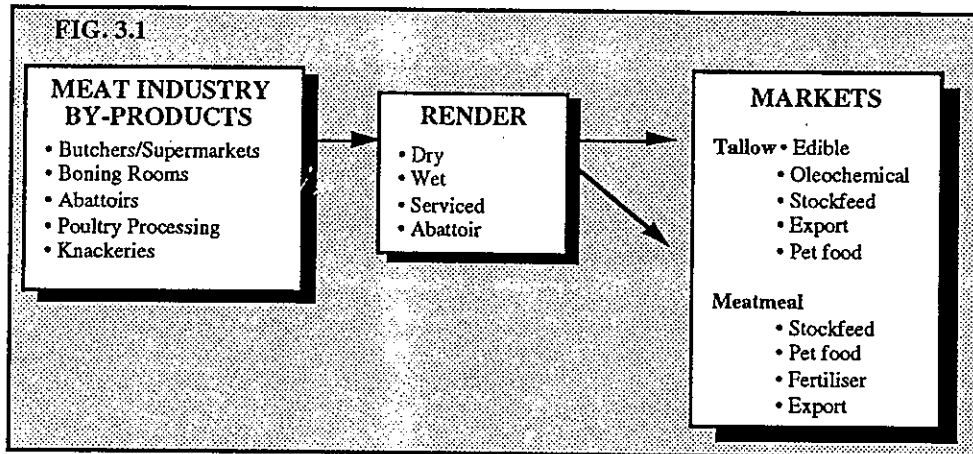 FIG. 3.1
MEAT INDUSTRY
BY-PRODUCTS
• Butchers/Supermarkets
• Boning Rooms
• Abattoirs
• Poultry Processing
• Knackeries
RENDER
• Dry
• Wet
• Serviced
• Abattoir
MARKETS
Tallow • Edible
• Oleochemical
• Stockfeed
• Export
• Pet food
Meatmeal
• Stockfeed
• Pet food
• Fertiliser
• Export